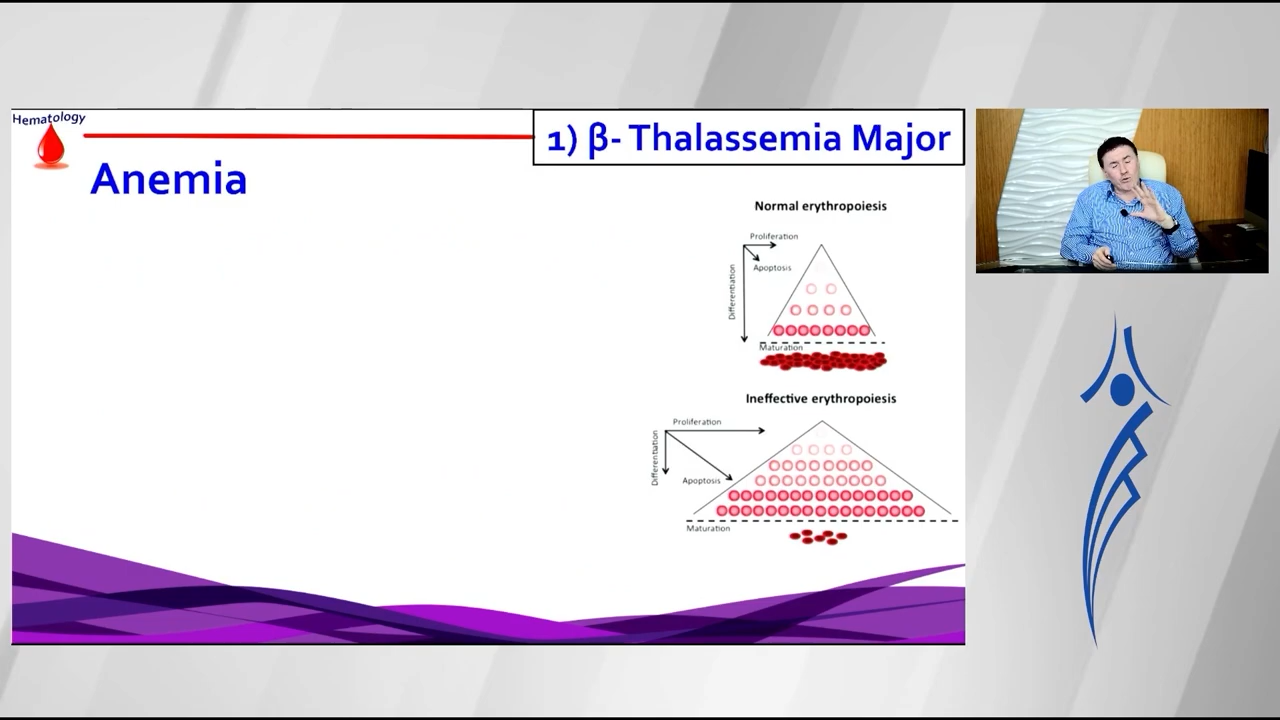 Hematology
1) β- Thalassemia Major
Anemia
Normal erythropoiesis
Proliferation
Apoptosis
Differentiation
Maturation
Ineffective erythropoiesis
Proliferation
Differentiation
Apoptosis
Maturation